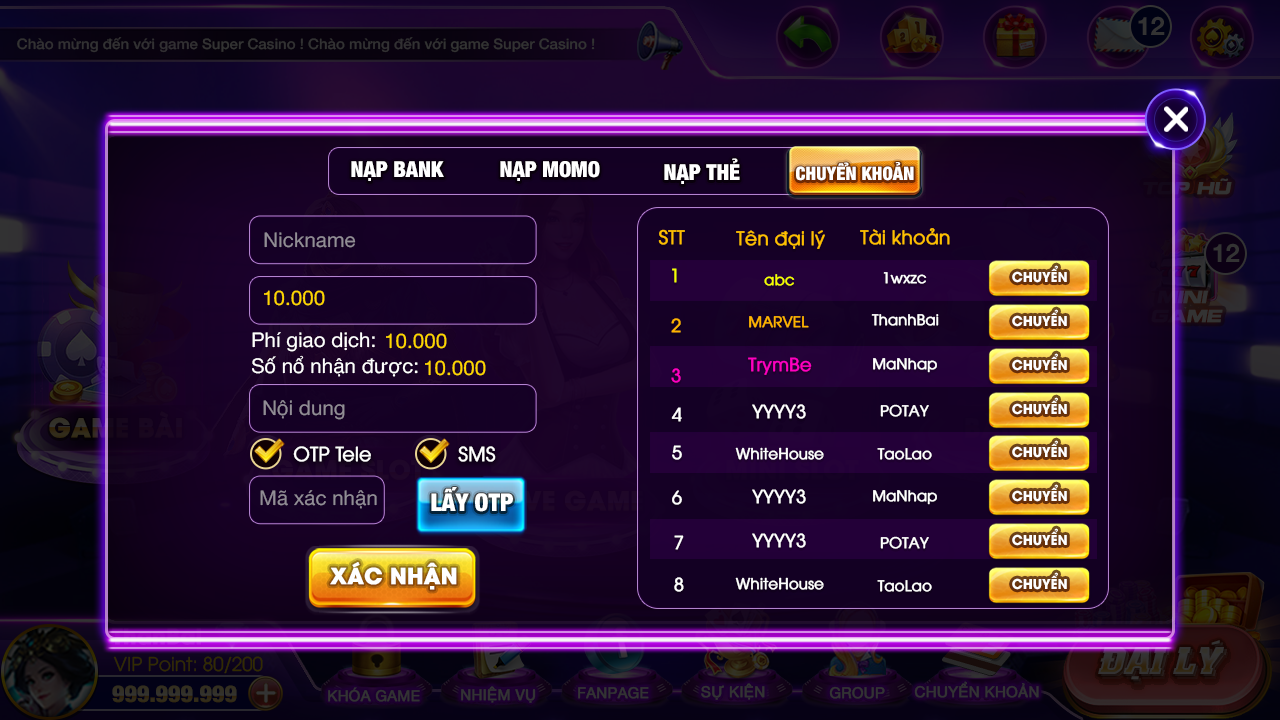 Chào mừng đến với game Super Casino ! Chào mừng đến với game Super Casino !
12
TOP HŨ
NẠP BANK
NẠP MOMO
NẠP THẺ
CHUYỂN KHOẢN
Nickname
10.000
Phí giao dịch: 10.000
Số nổ nhận được: 10.000
Nội dung
OTP Tele
SMS
Mã xác nhận
LẤY OTP
XÁC NHẬN
STT Tên đại lý Tài khoản
1 abc 1wxzc CHUYỂN
2 MARVEL ThanhBai CHUYỂN
3 TrymBe MaNhap CHUYỂN
4 YYYY3 POTAY CHUYỂN
5 WhiteHouse TaoLao CHUYỂN
6 YYYY3 MaNhap CHUYỂN
7 YYYY3 POTAY CHUYỂN
8 WhiteHouse TaoLao CHUYỂN
12
MINI
GAME
GAME BÀI
LIVE GAME
VIP Point: 80/200
999.999.999
KHÓA GAME
NHIỆM VỤ
FANPAGE
SỰ KIỆN
GROUP
CHUYỂN KHOẢN
ĐẠI LÝ